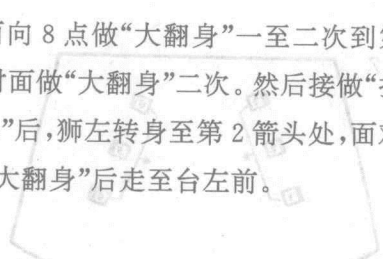 向 8 点做“大翻身”一至二次到
面做“大翻身”二次。然后接做“
”后,狮左转身至第 2 箭头处,面
大翻身”后走至台左前。